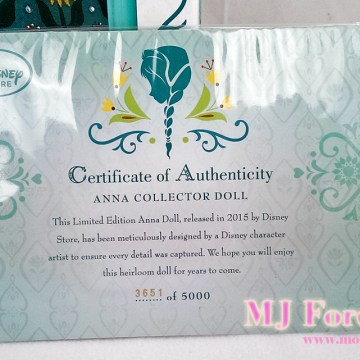 DISNEY
Certificate of Authenticity
ANNA COLLECTOR DOLL
This Limited Edition Anna Doll, released in 2015 by Disney
Store, has been meticulously designed by a Disney character
artist to ensure every detail was captured. We hope you will enjoy
this heirloom doll for years to come.
3651 of 5000
MJ